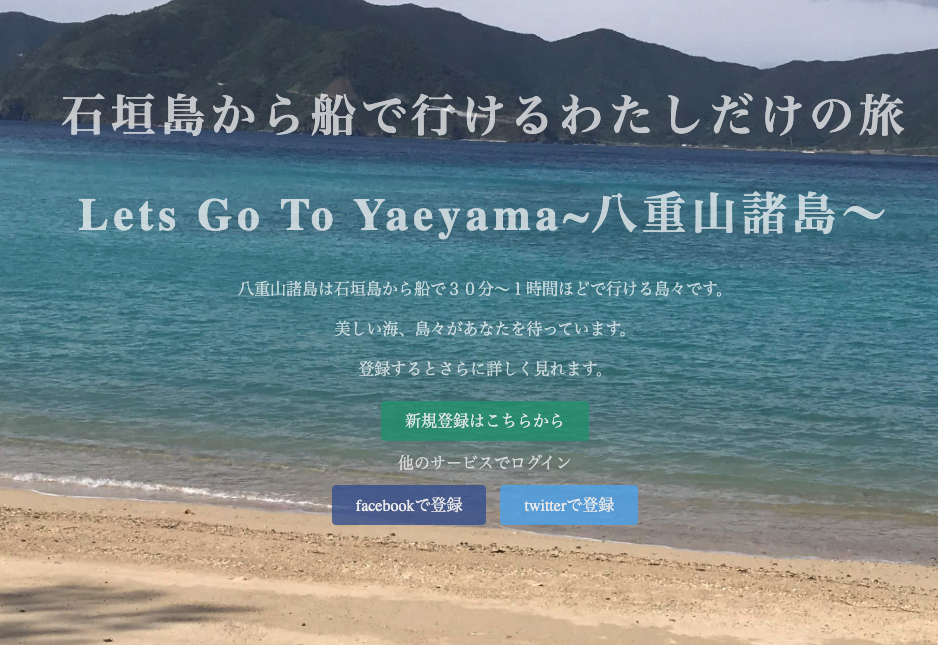 石垣島から船で行けるわたしだけの旅
Lets Go To Yaeyama~八重山諸島〜
八重山諸島は石垣島から船で３０分〜１時間ほどで行ける島々です。
美しい海、島々があなたを待っています。
登録するとさらに詳しく見れます。
新規登録はこちらから
他のサービスでログイン
facebookで登録 twitterで登録